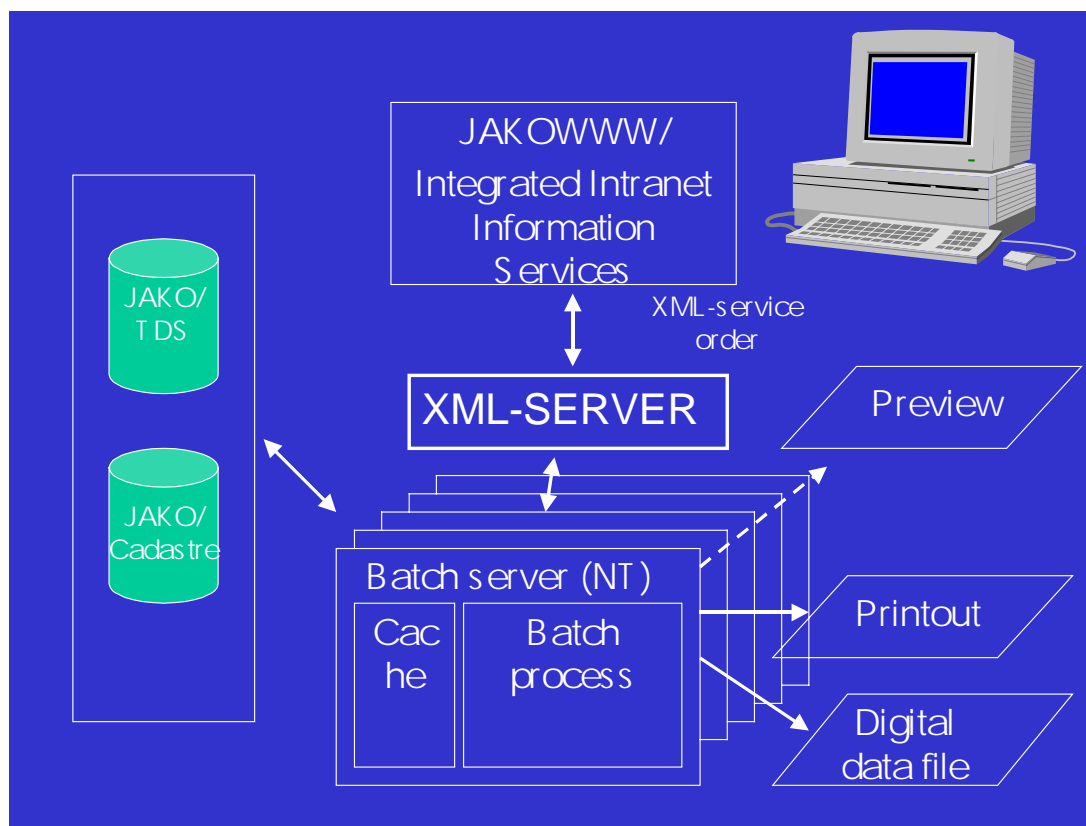 JAKOWWW/
Integrated Intranet
Information
Services
JAKO/
TDS
XML-service
order
XML-SERVER
Preview
JAKO/
Cadastre
Batch server (NT)
Cac
he
Batch
process
Printout
Digital
data file